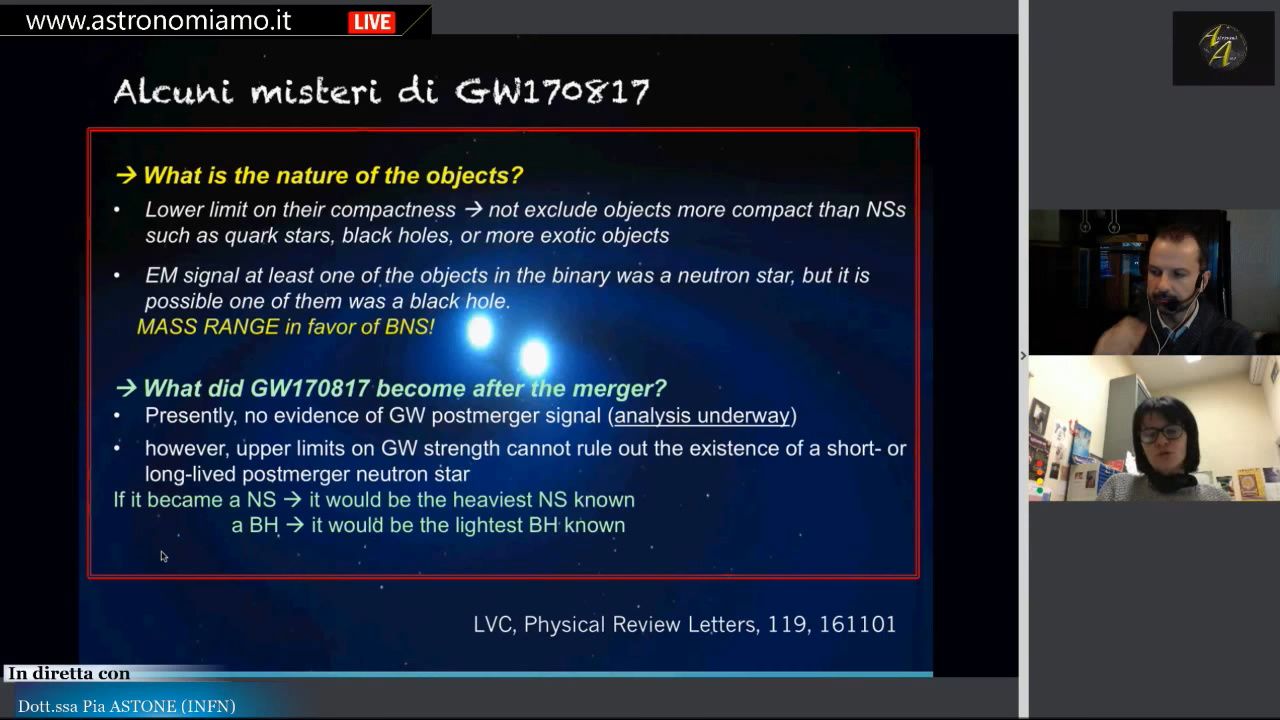 www.astronomiamo.it LIVE
Alcuni misteri di GW170817
→ What is the nature of the objects?
• Lower limit on their compactness → not exclude objects more compact than NSs
such as quark stars, black holes, or more exotic objects
• EM signal at least one of the objects in the binary was a neutron star, but it is
possible one of them was a black hole.
MASS RANGE in favor of BNS!
→ What did GW170817 become after the merger?
• Presently, no evidence of GW postmerger signal (analysis underway)
• however, upper limits on GW strength cannot rule out the existence of a short- or
long-lived postmerger neutron star
If it became a NS → it would be the heaviest NS known
a BH → it would be the lightest BH known
LVC, Physical Review Letters, 119, 161101
In diretta con
Dott.ssa Pia ASTONE (INFN)